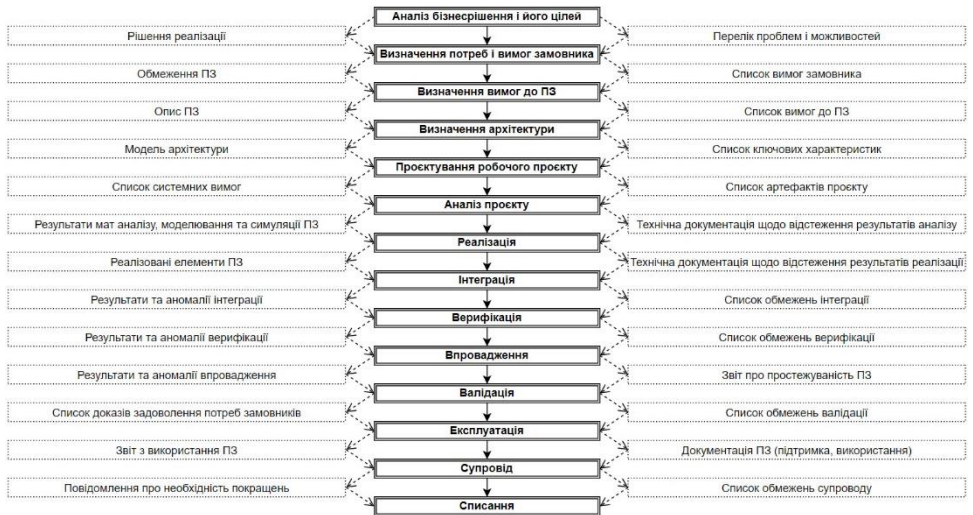 Аналіз бізнесрішення і його цілей
Рішення реалізації
Перелік проблем і можливостей
Визначення потреб і вимог замовника
Обмеження ПЗ
Список вимог замовника
Визначення вимог до ПЗ
Опис ПЗ
Список вимог до ПЗ
Визначення архітектури
Модель архітектури
Список ключових характеристик
Проєктування робочого проєкту
Список системних вимог
Список артефактів проєкту
Аналіз проєкту
Результати мат аналізу, моделювання та симуляції ПЗ
Технічна документація щодо відстеження результатів аналізу
Реалізація
Реалізовані елементи ПЗ
Технічна документація щодо відстеження результатів реалізації
Інтеграція
Результати та аномалії інтеграції
Список обмежень інтеграції
Верифікація
Результати та аномалії верифікації
Список обмежень верифікації
Впровадження
Результати та аномалії впровадження
Звіт про простежуваність ПЗ
Валідація
Список доказів задоволення потреб замовників
Список обмежень валідації
Експлуатація
Звіт з використання ПЗ
Документація ПЗ (підтримка, використання)
Супровід
Повідомлення про необхідність покращень
Список обмежень супроводу
Списання